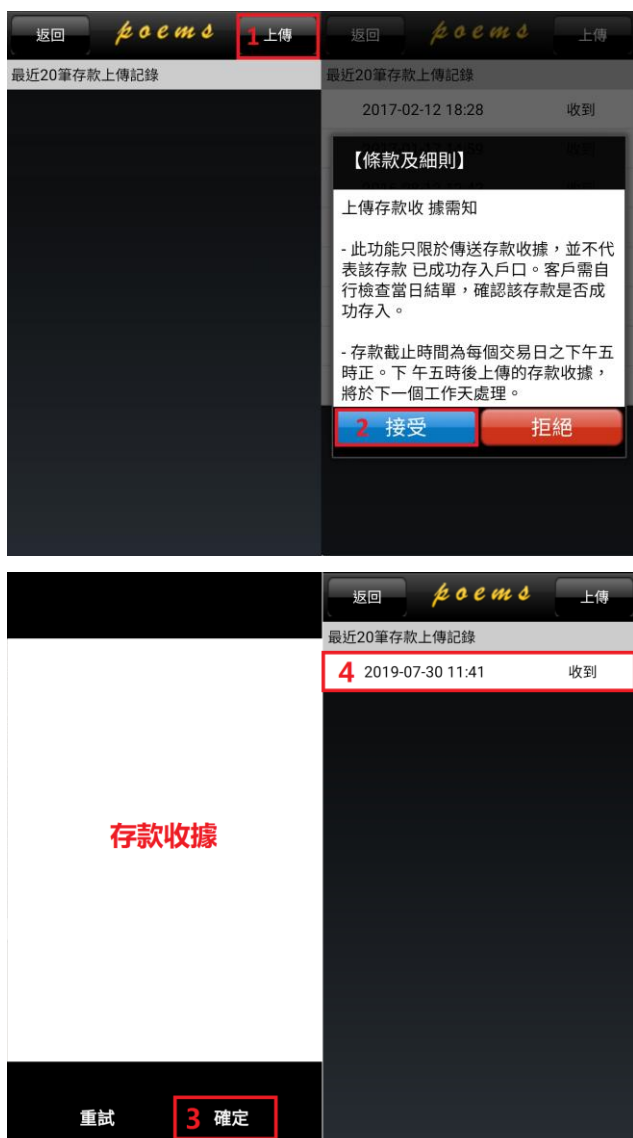 返回 poems 1 上傳
最近20筆存款上傳記錄
返回 poems 上傳
最近20筆存款上傳記錄
2017-02-12 18:28 收到
【條款及細則】
上傳存款收 據需知
- 此功能只限於傳送存款收據，並不代
表該存款 已成功存入戶口。客戶需自
行檢查當日結單，確認該存款是否成
功存入。
- 存款截止時間為每個交易日之下午五
時正。下 午五時後上傳的存款收據，
將於下一個工作天處理。
2 接受 拒絕
存款收據
重試 3 確定
返回 poems 上傳
最近20筆存款上傳記錄
4 2019-07-30 11:41 收到